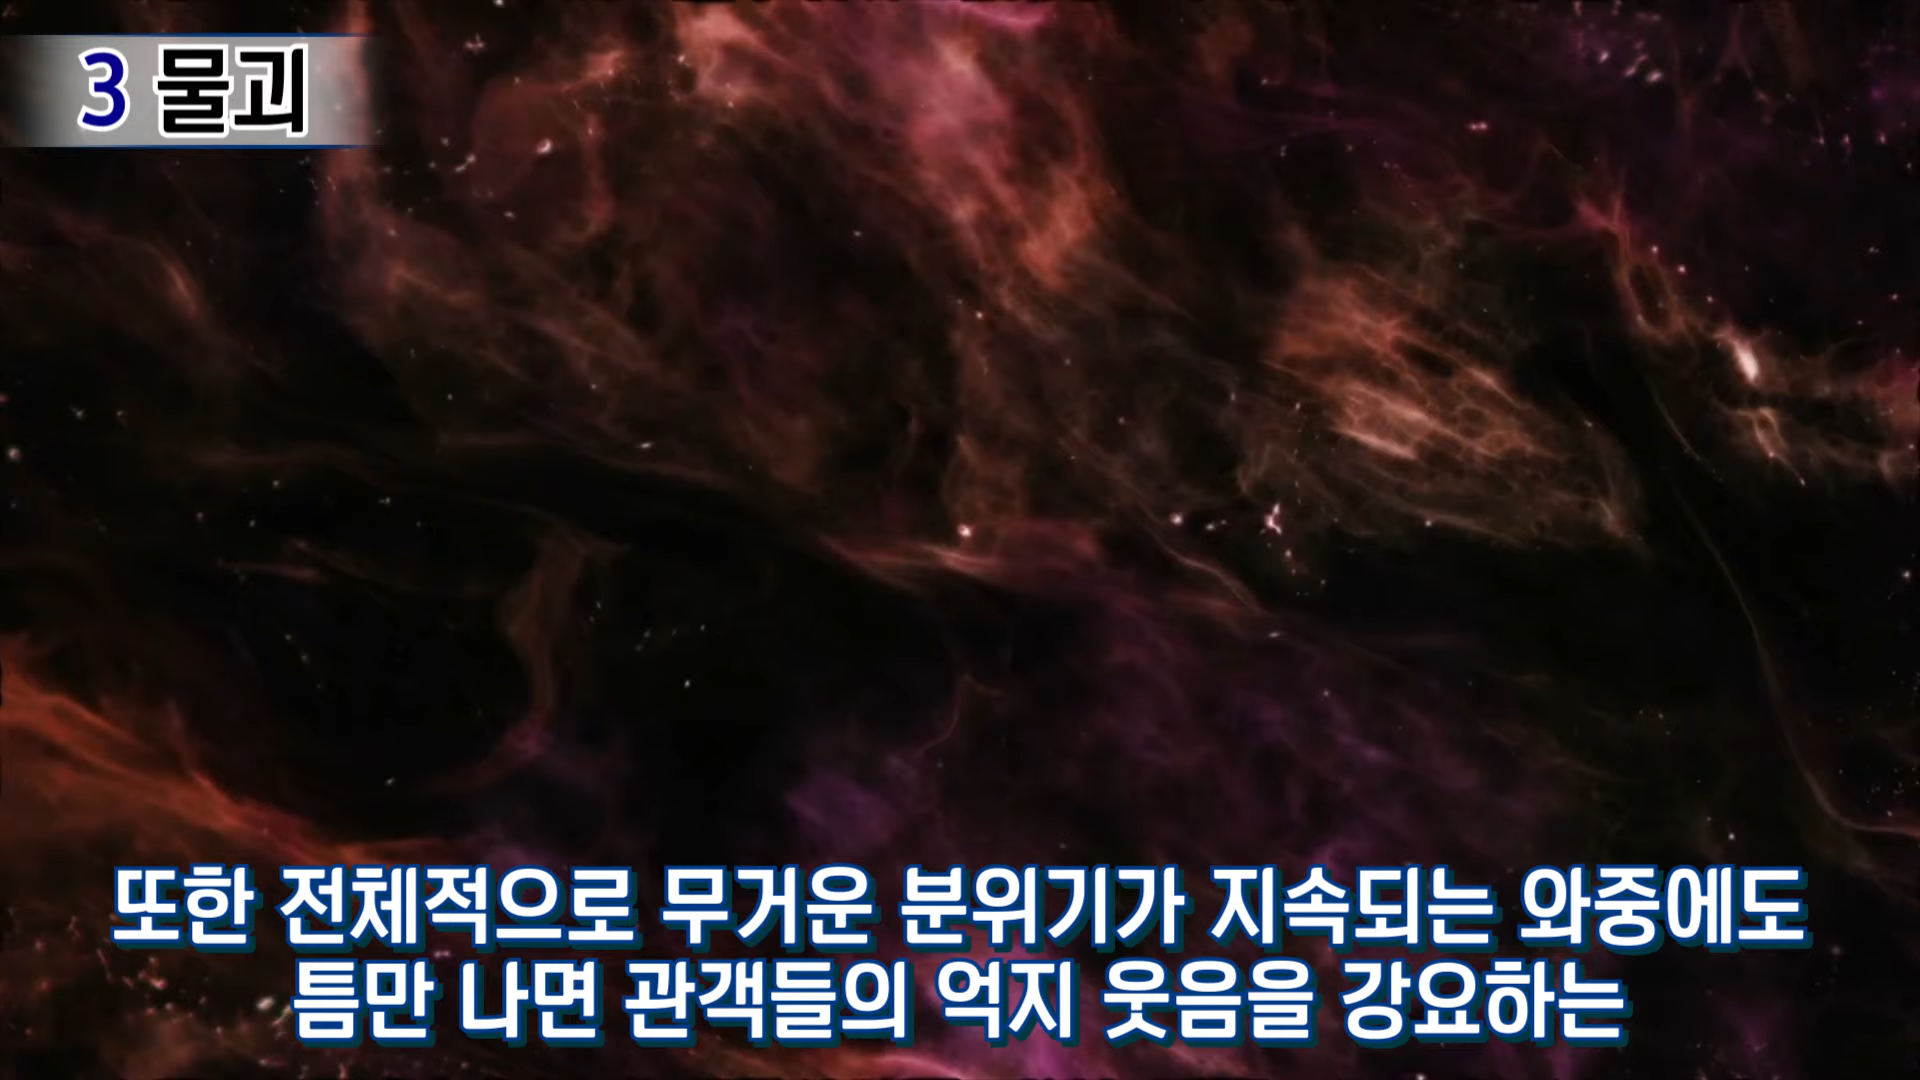 3 물괴
또한 전체적으로 무거운 분위기가 지속되는 와중에도
틈만 나면 관객들의 억지 웃음을 강요하는